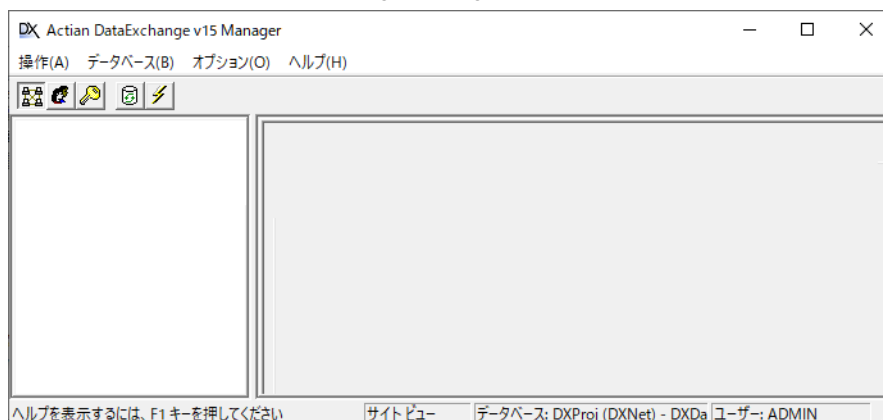 DX Actian DataExchange v15 Manager
操作(A) データベース(B) オプション(O) ヘルプ(H)
ヘルプを表示するには、F1 キーを押してください サイト ビュー データベース: DXProj (DXNet) - DXDa ユーザー: ADMIN